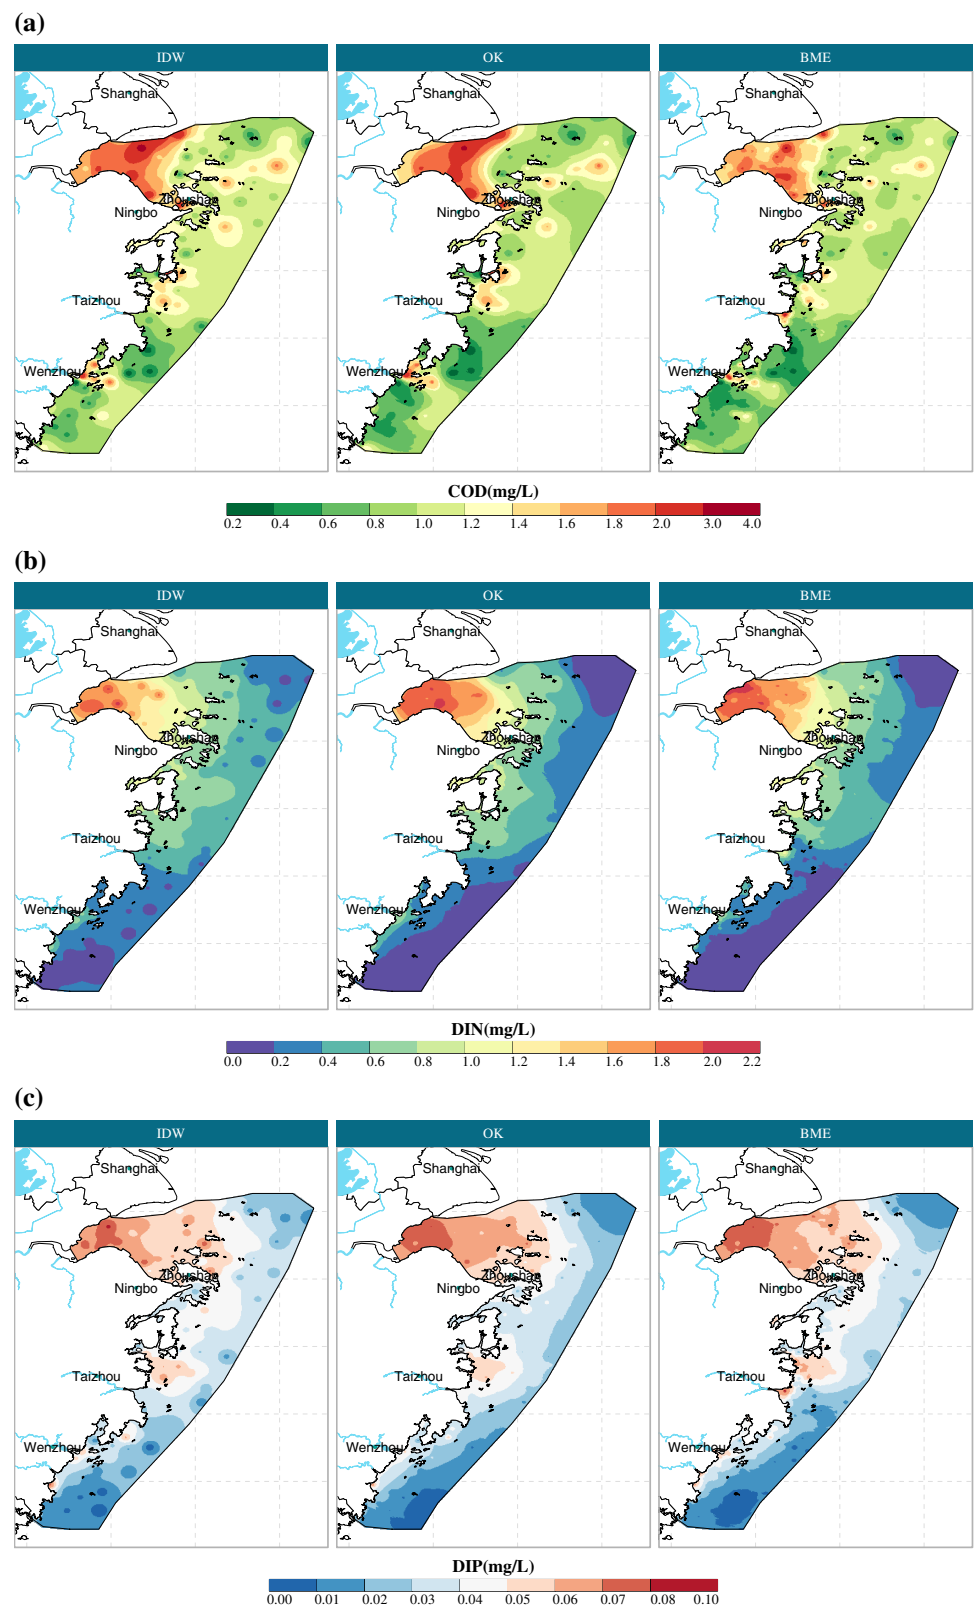 (a)
IDW OK BME
Shanghai Shanghai Shanghai
Zhoushan Zhoushan Zhoushan
Ningbo Ningbo Ningbo
Taizhou Taizhou Taizhou
Wenzhou Wenzhou Wenzhou
COD(mg/L)
0.2 0.4 0.6 0.8 1.0 1.2 1.4 1.6 1.8 2.0 3.0 4.0
(b)
IDW OK BME
Shanghai Shanghai Shanghai
Zhoushan Zhoushan Zhoushan
Ningbo Ningbo Ningbo
Taizhou Taizhou Taizhou
Wenzhou Wenzhou Wenzhou
DIN(mg/L)
0.0 0.2 0.4 0.6 0.8 1.0 1.2 1.4 1.6 1.8 2.0 2.2
(c)
IDW OK BME
Shanghai Shanghai Shanghai
Zhoushan Zhoushan Zhoushan
Ningbo Ningbo Ningbo
Taizhou Taizhou Taizhou
Wenzhou Wenzhou Wenzhou
DIP(mg/L)
0.00 0.01 0.02 0.03 0.04 0.05 0.06 0.07 0.08 0.10